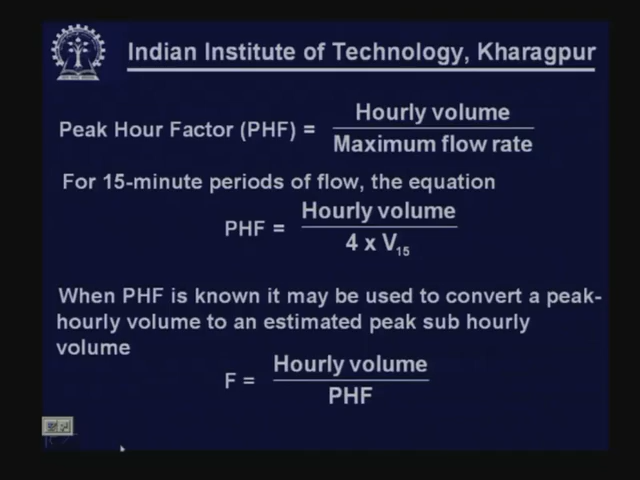 Indian Institute of Technology, Kharagpur
Peak Hour Factor (PHF) = Hourly volume / Maximum flow rate
For 15-minute periods of flow, the equation
PHF = Hourly volume / 4 x V15
When PHF is known it may be used to convert a peak-
hourly volume to an estimated peak sub hourly
volume
F = Hourly volume / PHF